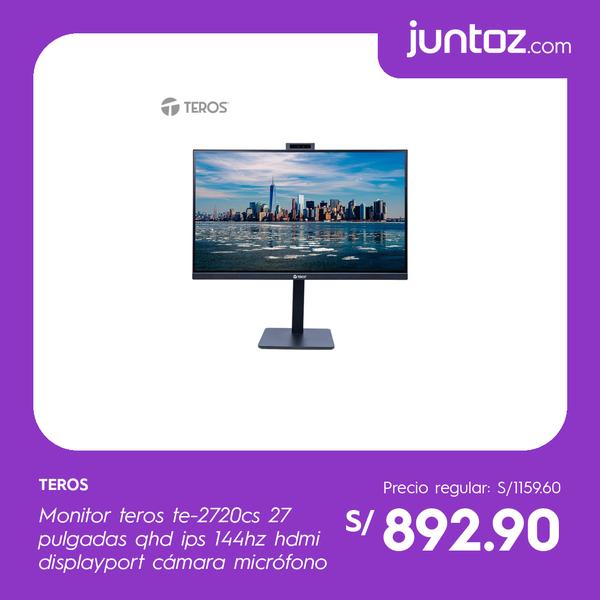 juntoz.com
TEROS
TEROS
TEROS
Precio regular: S/1159.60
Monitor teros te-2720cs 27
pulgadas qhd ips 144hz hdmi
displayport cámara micrófono
S/ 892.90